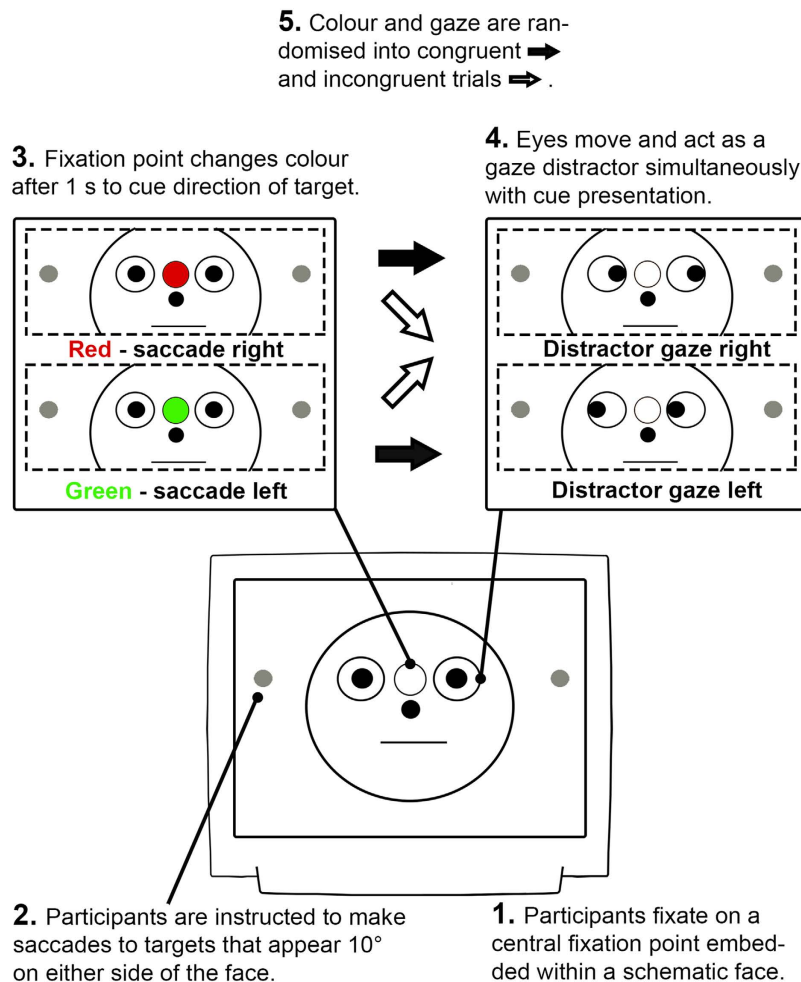 5. Colour and gaze are ran-
domised into congruent
and incongruent trials .
3. Fixation point changes colour
after 1 s to cue direction of target.
4. Eyes move and act as a
gaze distractor simultaneously
with cue presentation.
Red - saccade right
Green - saccade left
Distractor gaze right
Distractor gaze left
2. Participants are instructed to make
saccades to targets that appear 10°
on either side of the face.
1. Participants fixate on a
central fixation point embed-
ded within a schematic face.